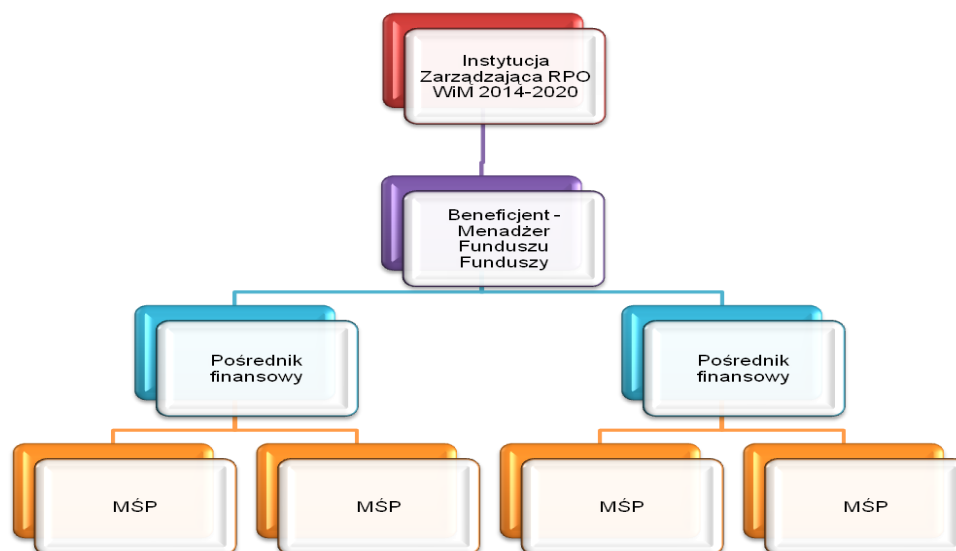 Instytucja
Zarządzająca RPO
WiM 2014-2020
Beneficjent -
Menadżer
Funduszu
Funduszy
Pośrednik
finansowy
Pośrednik
finansowy
MŚP
MŚP
MŚP
MŚP